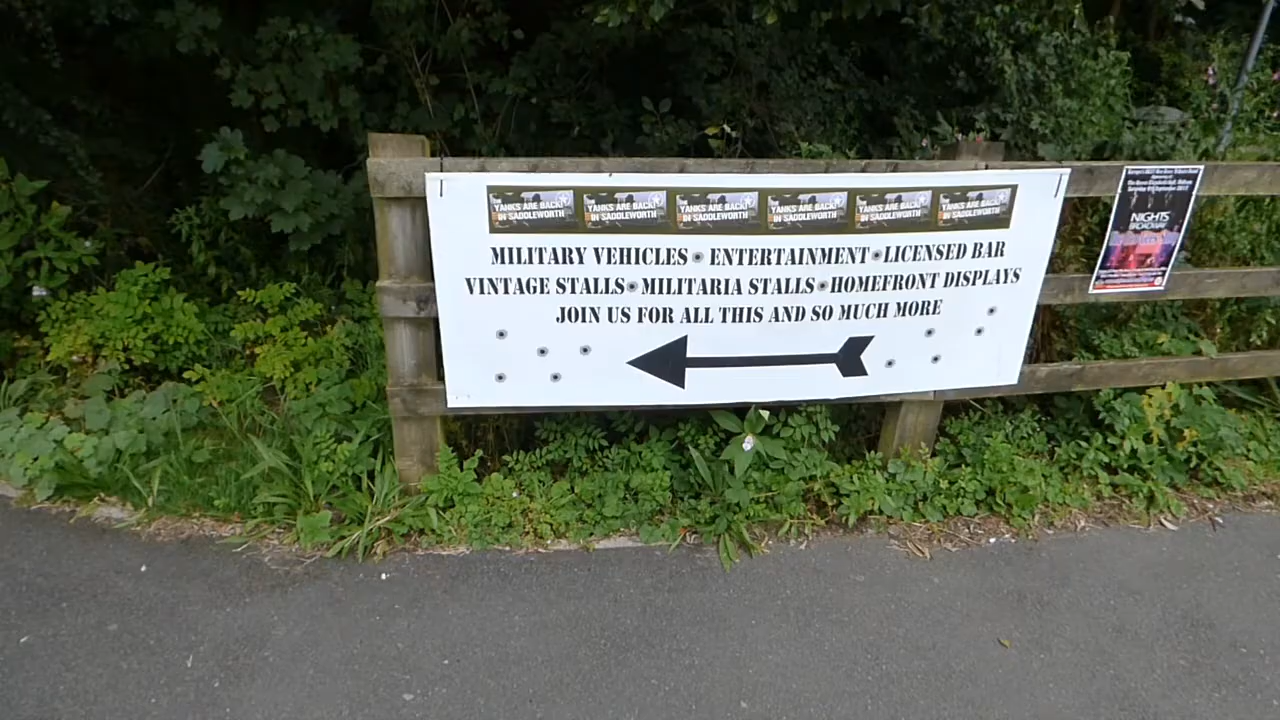 YANKS ARE BACK! IN SADDLEWORTH YANKS ARE BACK! IN SADDLEWORTH YANKS ARE BACK! IN SADDLEWORTH YANKS ARE BACK! IN SADDLEWORTH YANKS ARE BACK! IN SADDLEWORTH YANKS ARE BACK! IN SADDLEWORTH
MILITARY VEHICLES • ENTERTAINMENT • LICENSED BAR
VINTAGE STALLS • MILITARIA STALLS • HOMEFRONT DISPLAYS
JOIN US FOR ALL THIS AND SO MUCH MORE
NIGHTS
BROADWAY